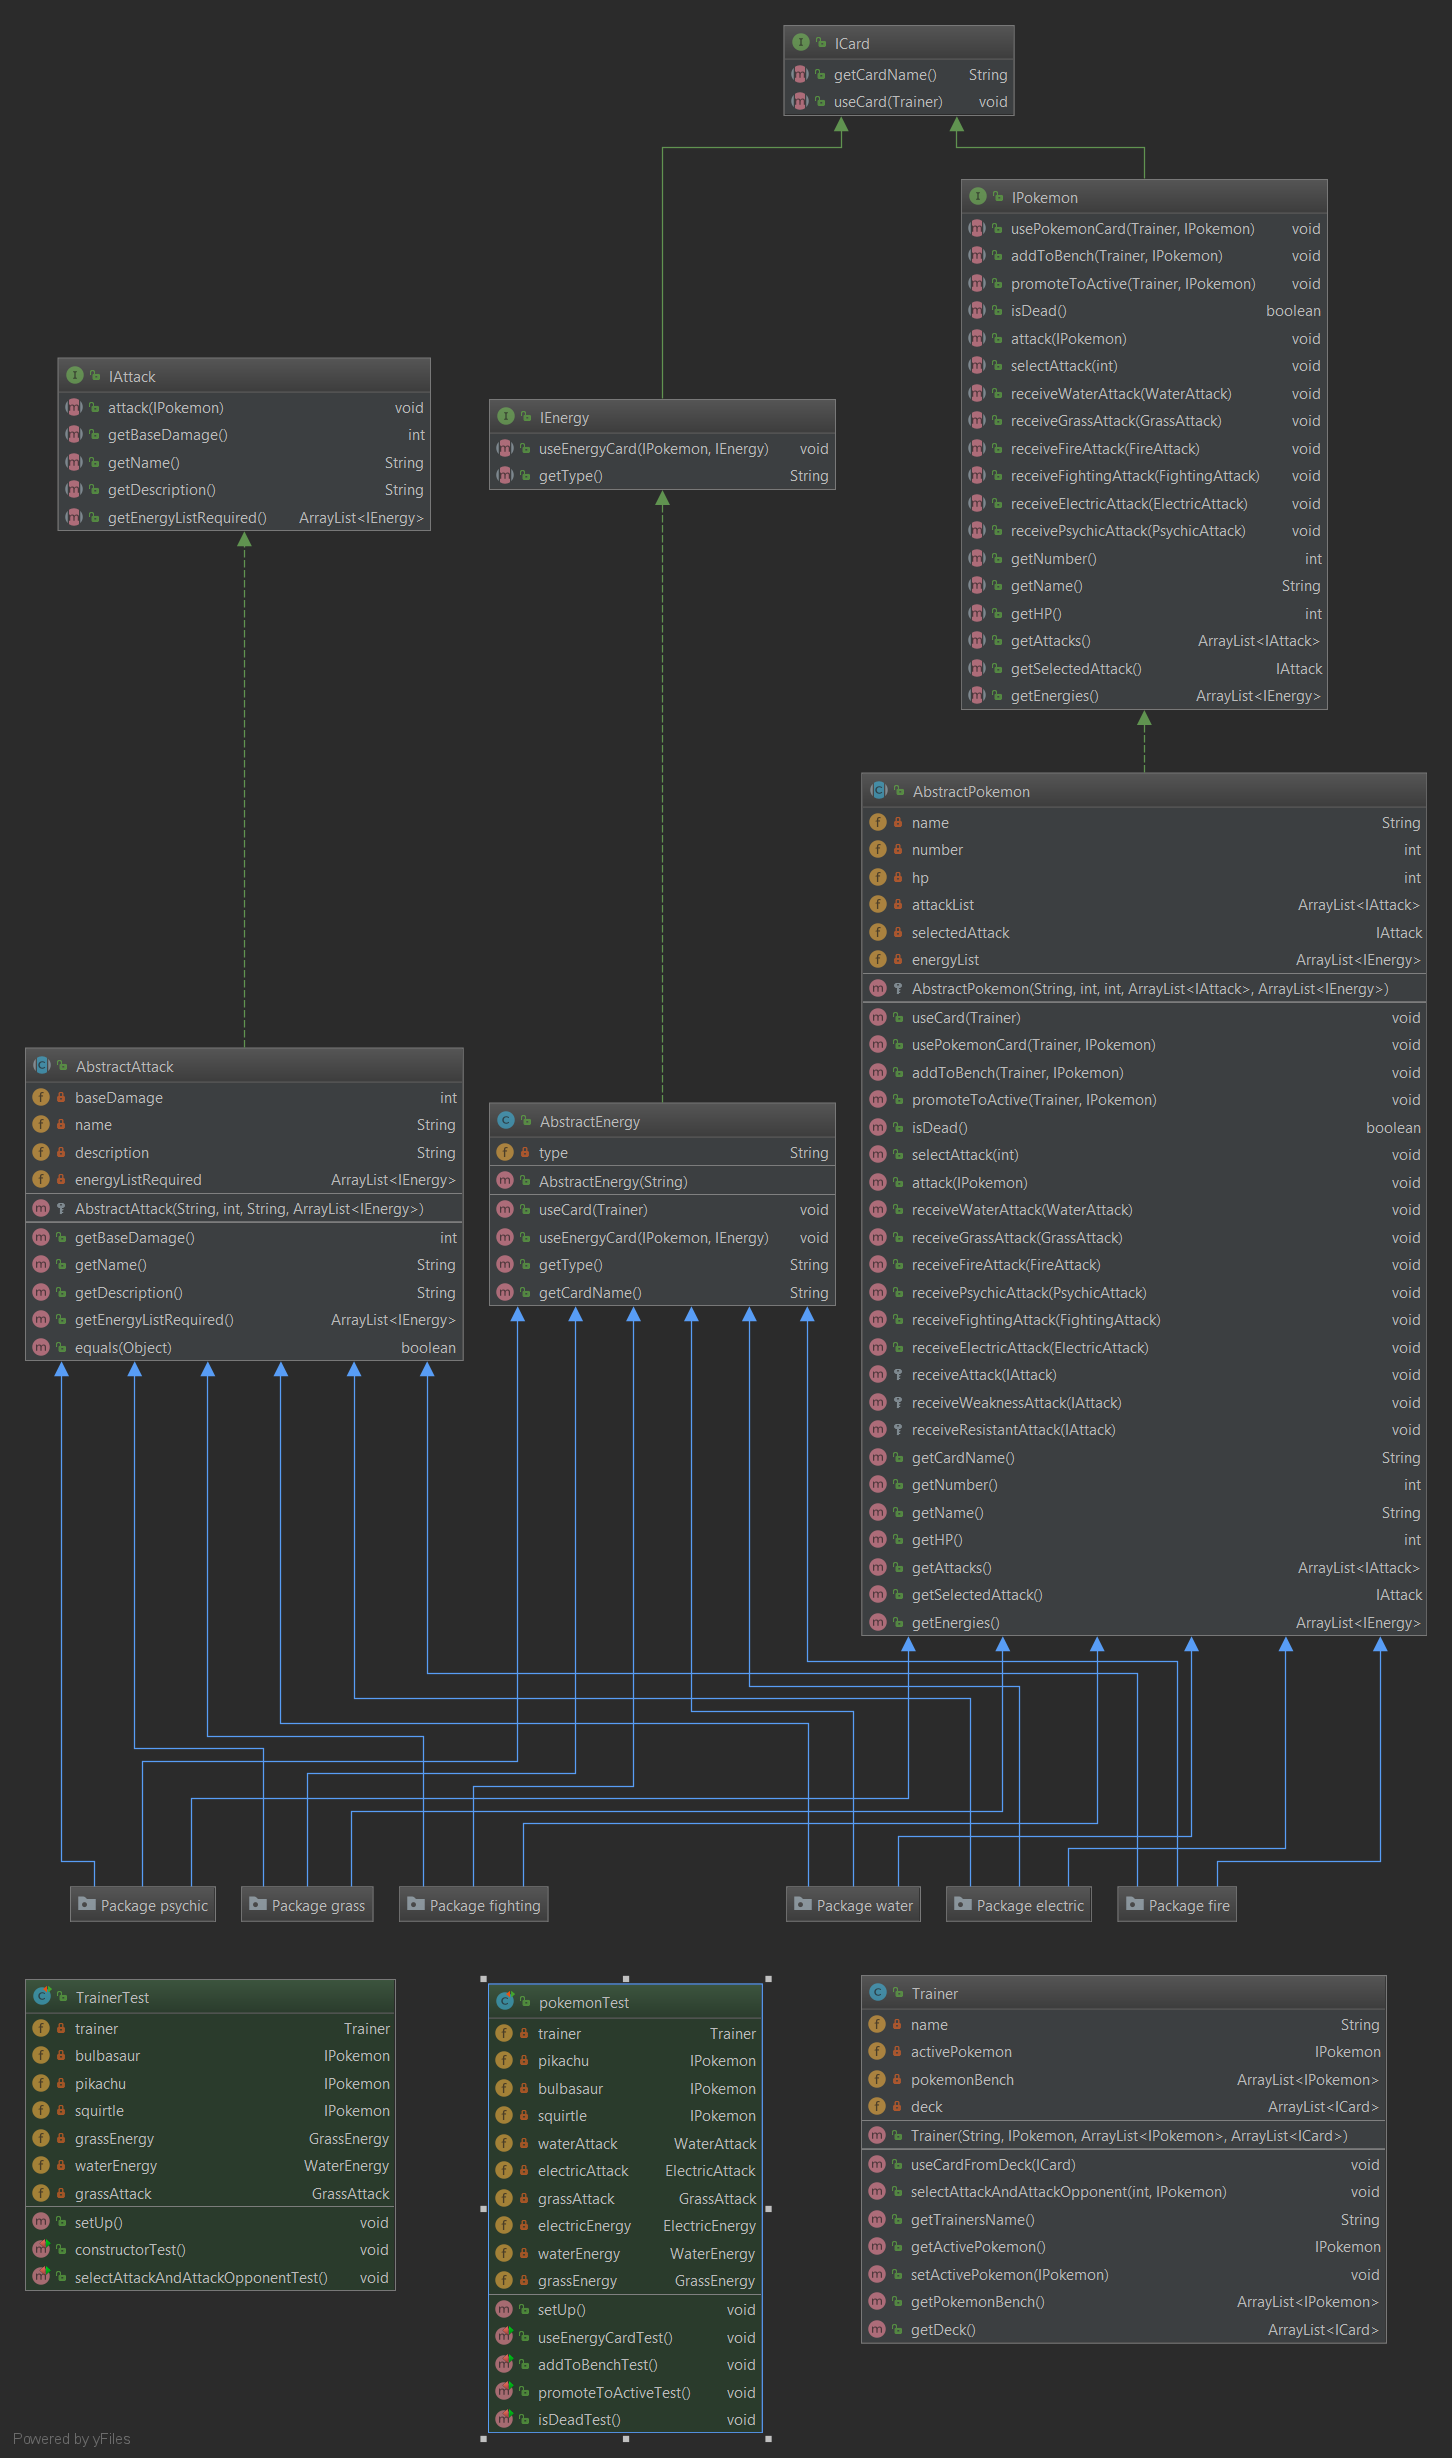 ICard
getCardName() String
useCard(Trainer) void
IPokemon
usePokemonCard(Trainer, IPokemon) void
addToBench(Trainer, IPokemon) void
promoteToActive(Trainer, IPokemon) void
isDead() boolean
attack(IPokemon) void
selectAttack(int) void
receiveWaterAttack(WaterAttack) void
receiveGrassAttack(GrassAttack) void
receiveFireAttack(FireAttack) void
receiveFightingAttack(FightingAttack) void
receiveElectricAttack(ElectricAttack) void
receivePsychicAttack(PsychicAttack) void
getNumber() int
getName() String
getHP() int
getAttacks() ArrayList<IAttack>
getSelectedAttack() IAttack
getEnergies() ArrayList<IEnergy>
IAttack
attack(IPokemon) void
getBaseDamage() int
getName() String
getDescription() String
getEnergyListRequired() ArrayList<IEnergy>
IEnergy
useEnergyCard(IPokemon, IEnergy) void
getType() String
AbstractPokemon
name String
number int
hp int
attackList ArrayList<IAttack>
selectedAttack IAttack
energyList ArrayList<IEnergy>
AbstractPokemon(String, int, int, ArrayList<IAttack>, ArrayList<IEnergy>)
useCard(Trainer) void
usePokemonCard(Trainer, IPokemon) void
addToBench(Trainer, IPokemon) void
promoteToActive(Trainer, IPokemon) void
isDead() boolean
selectAttack(int) void
attack(IPokemon) void
receiveWaterAttack(WaterAttack) void
receiveGrassAttack(GrassAttack) void
receiveFireAttack(FireAttack) void
receivePsychicAttack(PsychicAttack) void
receiveFightingAttack(FightingAttack) void
receiveElectricAttack(ElectricAttack) void
receiveAttack(IAttack) void
receiveWeaknessAttack(IAttack) void
receiveResistantAttack(IAttack) void
getCardName() String
getNumber() int
getName() String
getHP() int
getAttacks() ArrayList<IAttack>
getSelectedAttack() IAttack
getEnergies() ArrayList<IEnergy>
AbstractAttack
baseDamage int
name String
description String
energyListRequired ArrayList<IEnergy>
AbstractAttack(String, int, String, ArrayList<IEnergy>)
getBaseDamage() int
getName() String
getDescription() String
getEnergyListRequired() ArrayList<IEnergy>
equals(Object) boolean
AbstractEnergy
type String
AbstractEnergy(String)
useCard(Trainer) void
useEnergyCard(IPokemon, IEnergy) void
getType() String
getCardName() String
Package psychic
Package grass
Package fighting
Package water
Package electric
Package fire
TrainerTest
trainer Trainer
bulbasaur IPokemon
pikachu IPokemon
squirtle IPokemon
grassEnergy GrassEnergy
waterEnergy WaterEnergy
grassAttack GrassAttack
setUp() void
constructorTest() void
selectAttackAndAttackOpponentTest() void
pokemonTest
trainer Trainer
pikachu IPokemon
bulbasaur IPokemon
squirtle IPokemon
waterAttack WaterAttack
electricAttack ElectricAttack
grassAttack GrassAttack
electricEnergy ElectricEnergy
waterEnergy WaterEnergy
grassEnergy GrassEnergy
setUp() void
useEnergyCardTest() void
addToBenchTest() void
promoteToActiveTest() void
isDeadTest() void
Trainer
name String
activePokemon IPokemon
pokemonBench ArrayList<IPokemon>
deck ArrayList<ICard>
Trainer(String, IPokemon, ArrayList<IPokemon>, ArrayList<ICard>)
useCardFromDeck(ICard) void
selectAttackAndAttackOpponent(int, IPokemon) void
getTrainersName() String
getActivePokemon() IPokemon
setActivePokemon(IPokemon) void
getPokemonBench() ArrayList<IPokemon>
getDeck() ArrayList<ICard>
Powered by yFiles